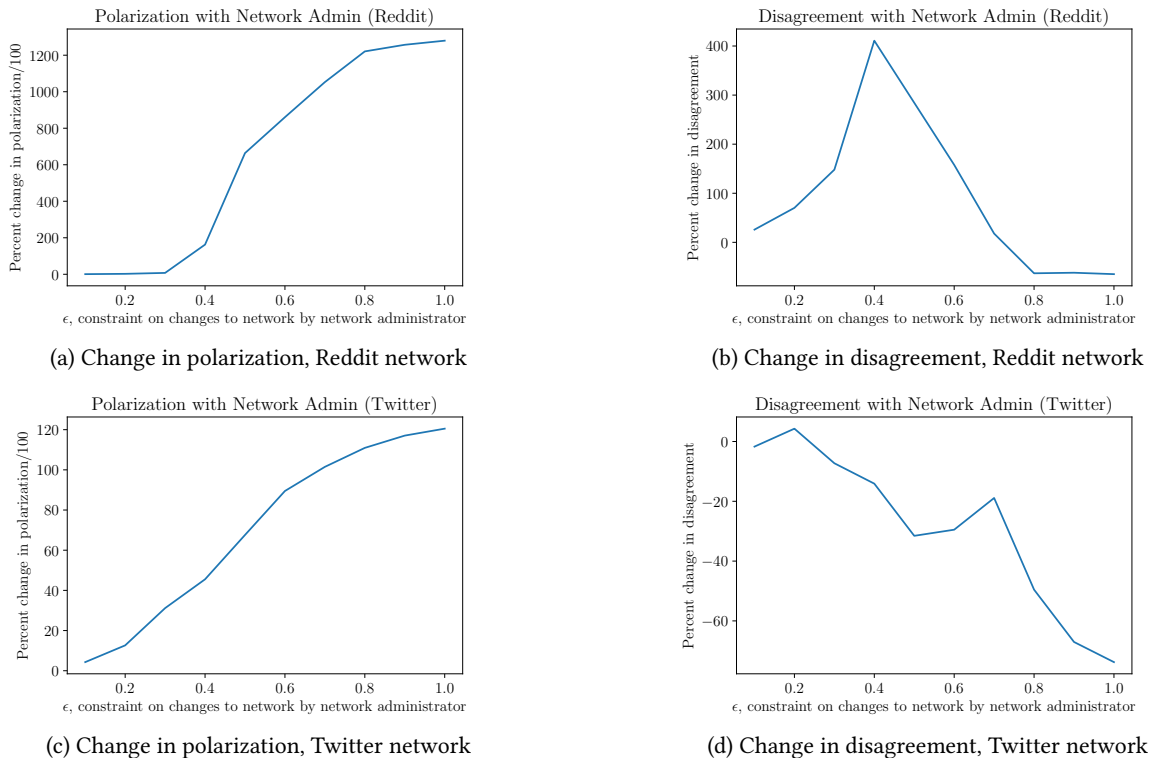 Polarization with Network Admin (Reddit)
Percent change in polarization/100
1200
1000
800
600
400
200
0
0.2 0.4 0.6 0.8 1.0
ϵ, constraint on changes to network by network administrator
(a) Change in polarization, Reddit network
Disagreement with Network Admin (Reddit)
Percent change in disagreement
400
300
200
100
0
0.2 0.4 0.6 0.8 1.0
ϵ, constraint on changes to network by network administrator
(b) Change in disagreement, Reddit network
Polarization with Network Admin (Twitter)
Percent change in polarization/100
120
100
80
60
40
20
0
0.2 0.4 0.6 0.8 1.0
ϵ, constraint on changes to network by network administrator
(c) Change in polarization, Twitter network
Disagreement with Network Admin (Twitter)
Percent change in disagreement
0
−20
−40
−60
0.2 0.4 0.6 0.8 1.0
ϵ, constraint on changes to network by network administrator
(d) Change in disagreement, Twitter network